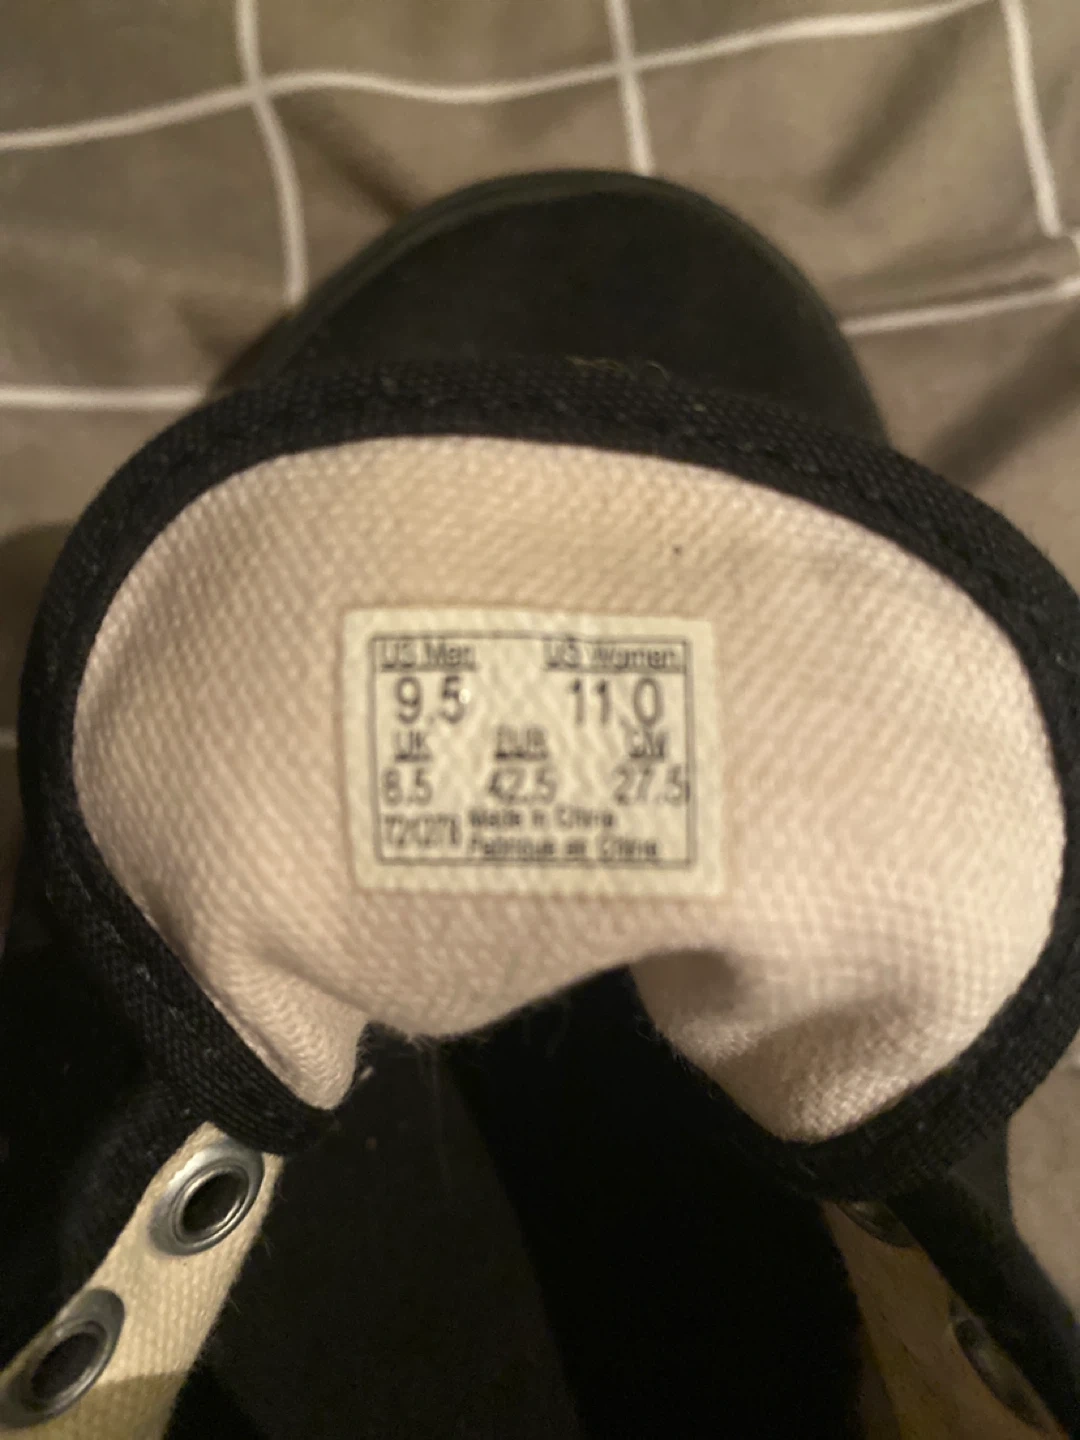 US Men US Women
9.5 11.0
UK EUR CM
8.5 42.5 27.5
Made in China
Fabriqué en Chine